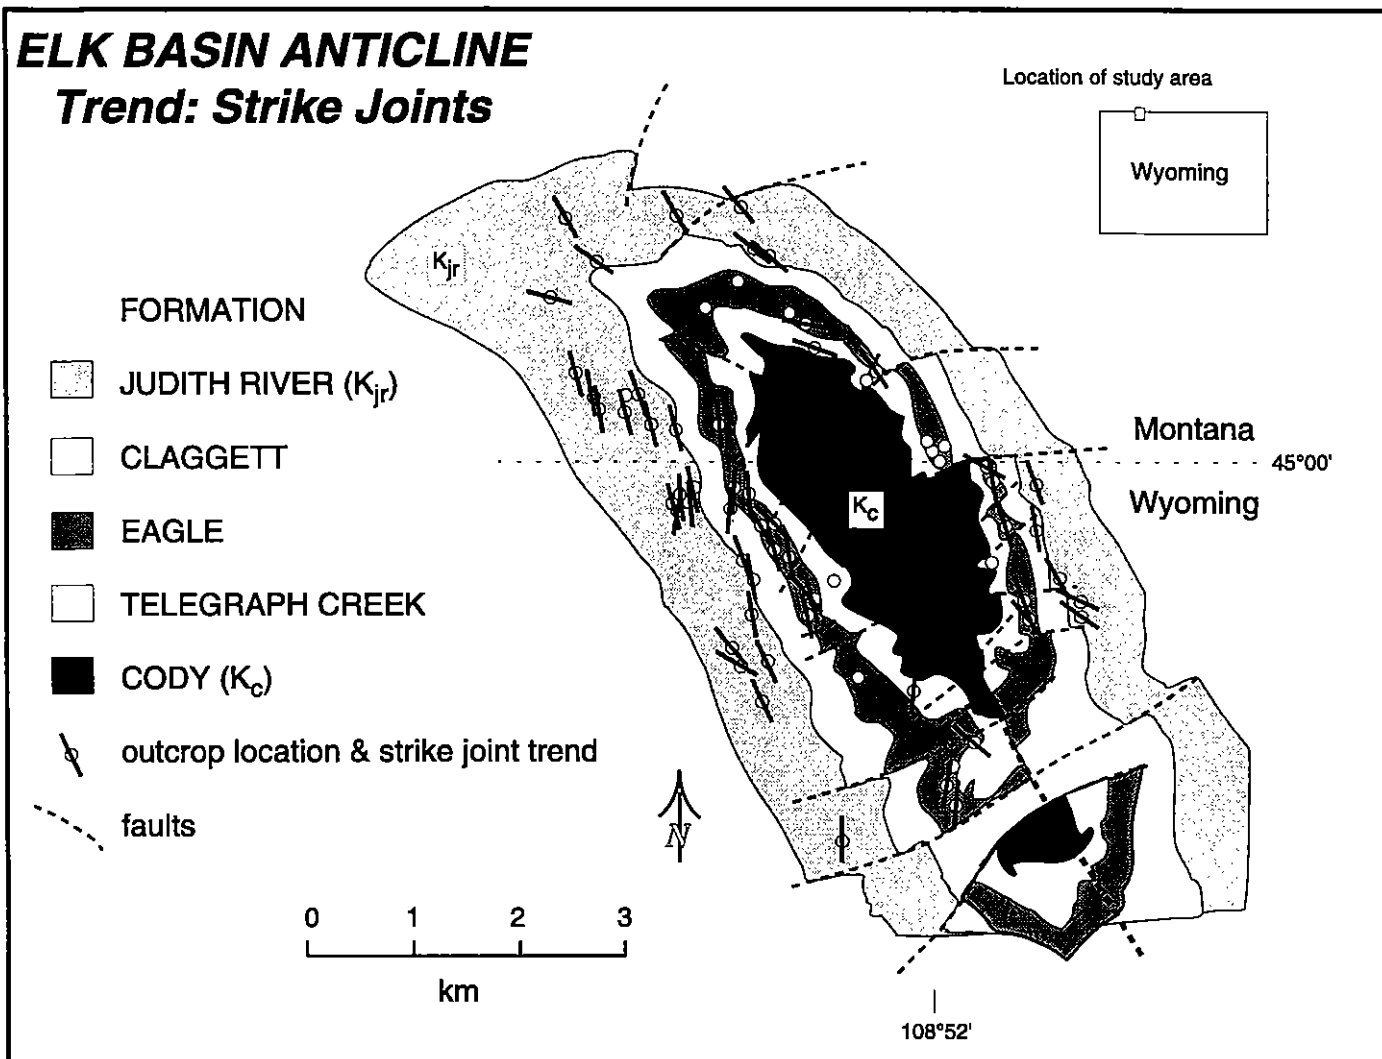 ELK BASIN ANTICLINE
Trend: Strike Joints
Location of study area
Wyoming
Kjr
FORMATION
JUDITH RIVER (Kjr)
CLAGGETT
EAGLE
TELEGRAPH CREEK
CODY (Kc)
outcrop location & strike joint trend
faults
Montana
45°00'
Wyoming
Kc
N
0 1 2 3
km
108°52'